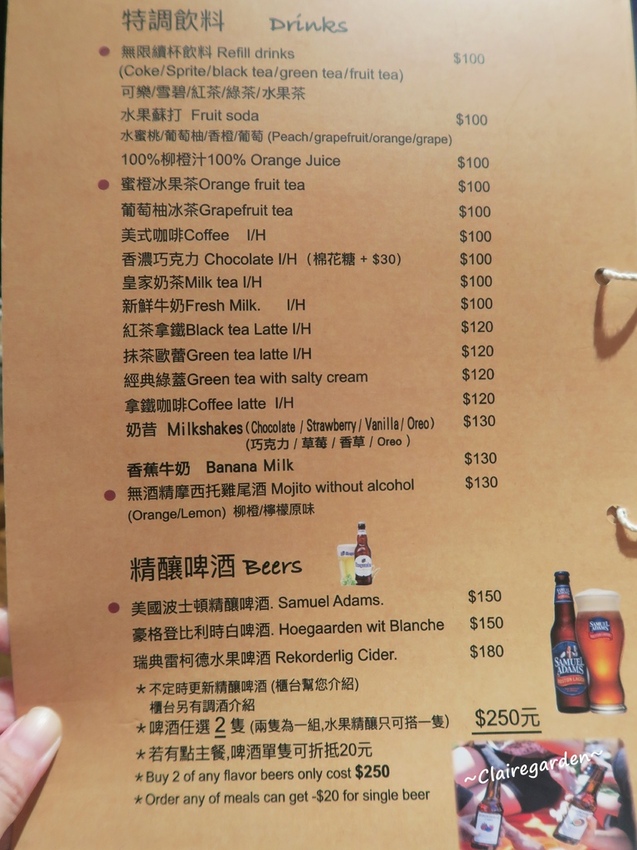 特調飲料 Drinks
無限續杯飲料 Refill drinks $100
(Coke/Sprite/black tea/green tea/fruit tea)
可樂/雪碧/紅茶/綠茶/水果茶
水果蘇打 Fruit soda $100
水蜜桃/葡萄柚/香橙/葡萄 (Peach/grapefruit/orange/grape)
100%柳橙汁100% Orange Juice $100
蜜橙冰果茶Orange fruit tea $100
葡萄柚冰茶Grapefruit tea $100
美式咖啡Coffee I/H $100
香濃巧克力 Chocolate I/H (棉花糖 + $30) $100
皇家奶茶Milk tea I/H $100
新鮮牛奶Fresh Milk. I/H $100
紅茶拿鐵Black tea Latte I/H $120
抹茶歐蕾Green tea latte I/H $120
經典綠蓋Green tea with salty cream $120
拿鐵咖啡Coffee latte I/H $120
奶昔 Milkshakes(Chocolate / Strawberry / Vanilla / Oreo) $130
(巧克力 / 草莓 / 香草 / Oreo )
香蕉牛奶 Banana Milk $130
無酒精摩西托雞尾酒 Mojito without alcohol $130
(Orange/Lemon) 柳橙/檸檬原味
精釀啤酒 Beers
美國波士頓精釀啤酒. Samuel Adams. $150
豪格登比利時白啤酒. Hoegaarden wit Blanche $150
瑞典雷柯德水果啤酒 Rekorderlig Cider. $180
*不定時更新精釀啤酒 (櫃台幫您介紹)
櫃台另有調酒介紹
*啤酒任選 2 隻 (兩隻為一組,水果精釀只可搭一隻) $250元
*若有點主餐,啤酒單隻可折抵20元
*Buy 2 of any flavor beers only cost $250
*Order any of meals can get -$20 for single beer
SAMUEL ADAMS
SAMUEL ADAMS
~Clairegarden~